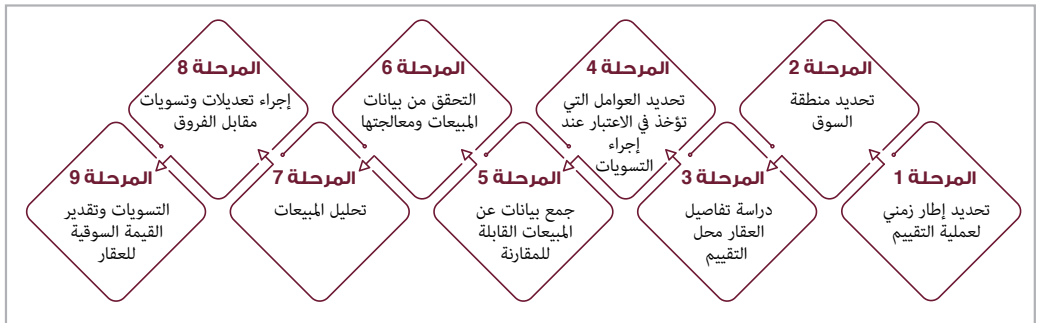 المرحلة 1
تحديد إطار زمني
لعملية التقييم
المرحلة 2
تحديد منطقة
السوق
المرحلة 3
دراسة تفاصيل
العقار محل
التقييم
المرحلة 4
تحديد العوامل التي
تؤخذ في الاعتبار عند
إجراء
التسويات
المرحلة 5
جمع بيانات عن
المبيعات القابلة
للمقارنة
المرحلة 6
التحقق من بيانات
المبيعات ومعالجتها
المرحلة 7
تحليل المبيعات
المرحلة 8
إجراء تعديلات وتسويات
مقابل الفروق
المرحلة 9
التسويات وتقدير
القيمة السوقية
للعقار